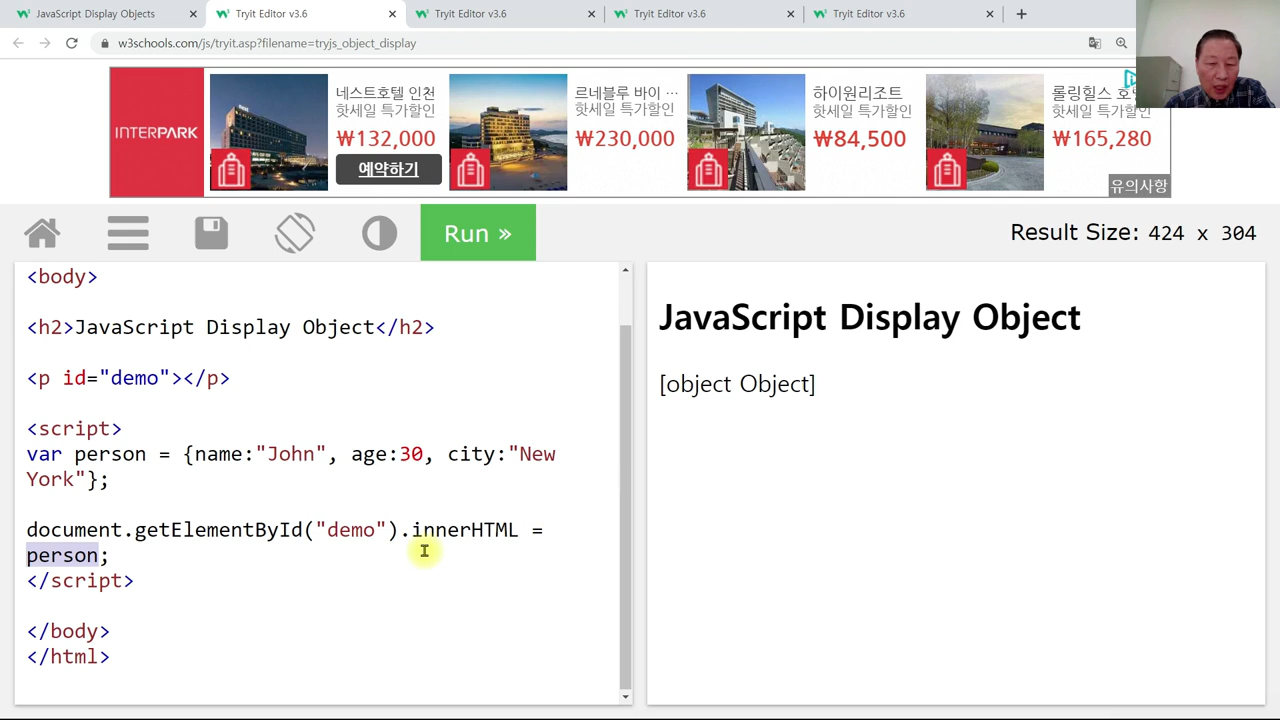 JavaScript Display Objects
Tryit Editor v3.6
Tryit Editor v3.6
Tryit Editor v3.6
Tryit Editor v3.6
w3schools.com/js/tryit.asp?filename=tryjs_object_display
INTERPARK
네스트호텔 인천
핫세일 특가할인
₩132,000
예약하기
르네블루 바이 ...
핫세일 특가할인
₩230,000
하이원리조트
핫세일 특가할인
₩84,500
롤링힐스
핫세일 특가할인
₩165,280
유의사항
Run »
Result Size: 424 x 304
<body>
<h2>JavaScript Display Object</h2>
<p id="demo"></p>
<script>
var person = {name:"John", age:30, city:"New
York"};
document.getElementById("demo").innerHTML =
person;
</script>
</body>
</html>
JavaScript Display Object
[object Object]